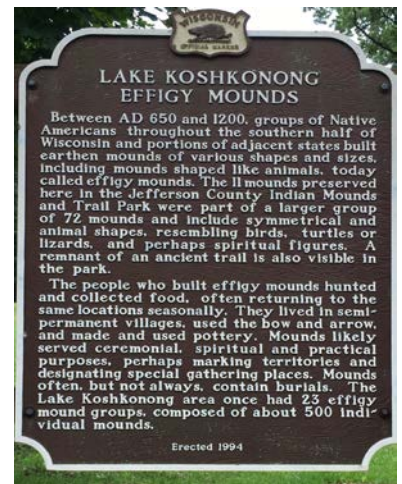 WISCONSIN
OFFICIAL MARKER
LAKE KOSHKONONG
EFFIGY MOUNDS
Between AD 650 and 1200, groups of Native
Americans throughout the southern half of
Wisconsin and portions of adjacent states built
earthen mounds of various shapes and sizes,
including mounds shaped like animals, today
called effigy mounds. The 11 mounds preserved
here in the Jefferson County Indian Mounds
and Trail Park were part of a larger group
of 72 mounds and include symmetrical and
animal shapes, resembling birds, turtles or
lizards, and perhaps spiritual figures. A
remnant of an ancient trail is also visible in
the park.
The people who built effigy mounds hunted
and collected food, often returning to the
same locations seasonally. They lived in semi-
permanent villages, used the bow and arrow,
and made and used pottery. Mounds likely
served ceremonial, spiritual and practical
purposes, perhaps marking territories and
designating special gathering places. Mounds
often, but not always, contain burials. The
Lake Koshkonong area once had 23 effigy
mound groups, composed of about 500 indi-
vidual mounds.
Erected 1994